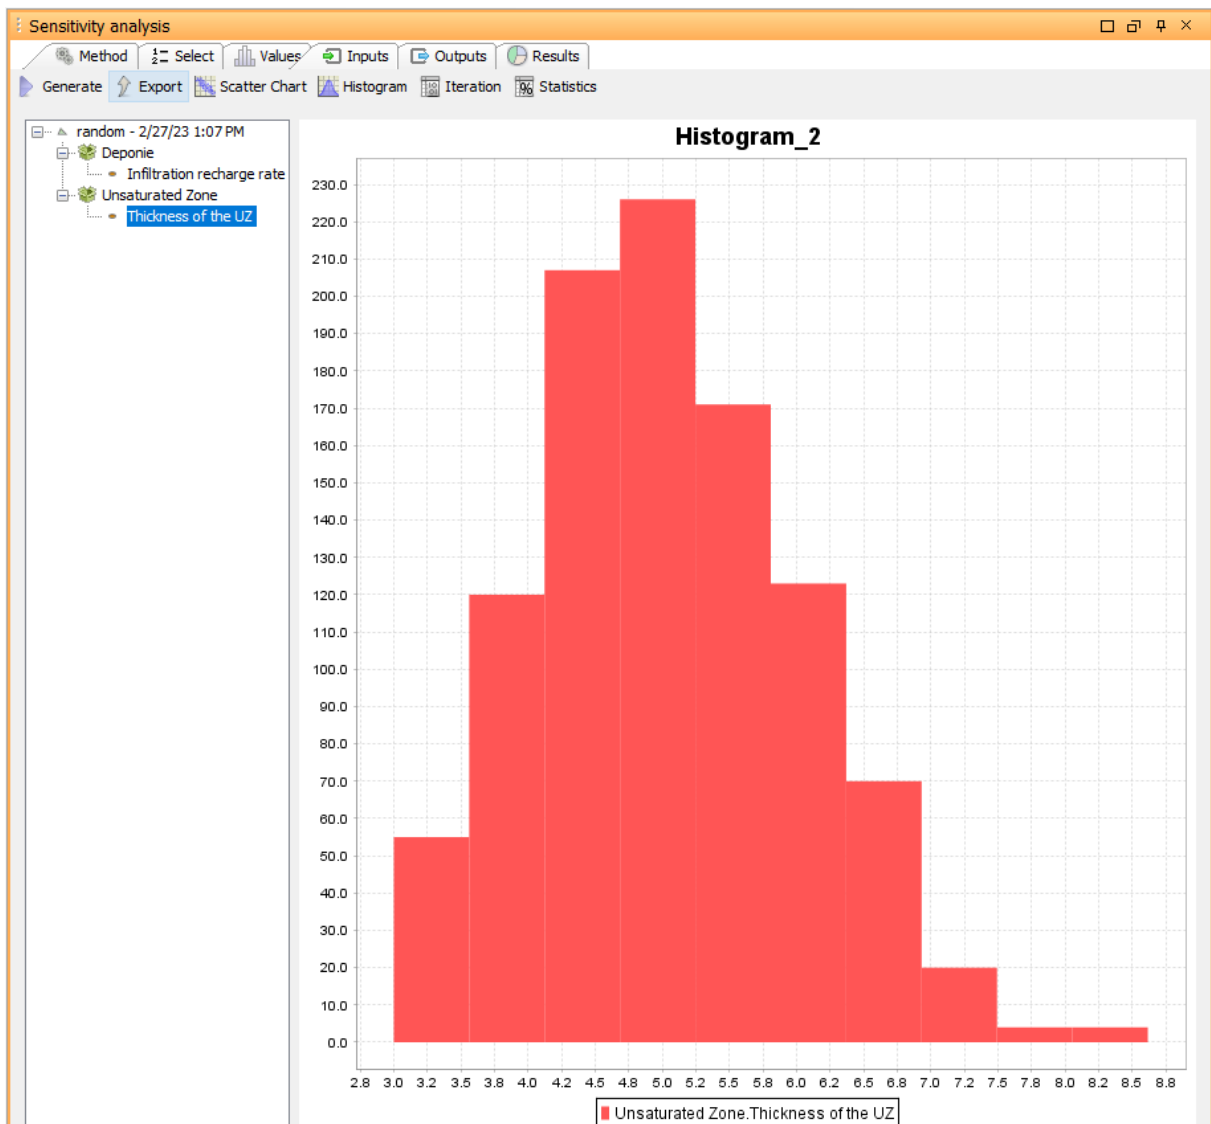 Sensitivity analysis
Method Select Values Inputs Outputs Results
Generate Export Scatter Chart Histogram Iteration Statistics
random - 2/27/23 1:07 PM
Deponie
Infiltration recharge rate
Unsaturated Zone
Thickness of the UZ
Histogram_2
230.0
220.0
210.0
200.0
190.0
180.0
170.0
160.0
150.0
140.0
130.0
120.0
110.0
100.0
90.0
80.0
70.0
60.0
50.0
40.0
30.0
20.0
10.0
0.0
2.8 3.0 3.2 3.5 3.8 4.0 4.2 4.5 4.8 5.0 5.2 5.5 5.8 6.0 6.2 6.5 6.8 7.0 7.2 7.5 7.8 8.0 8.2 8.5 8.8
Unsaturated Zone.Thickness of the UZ